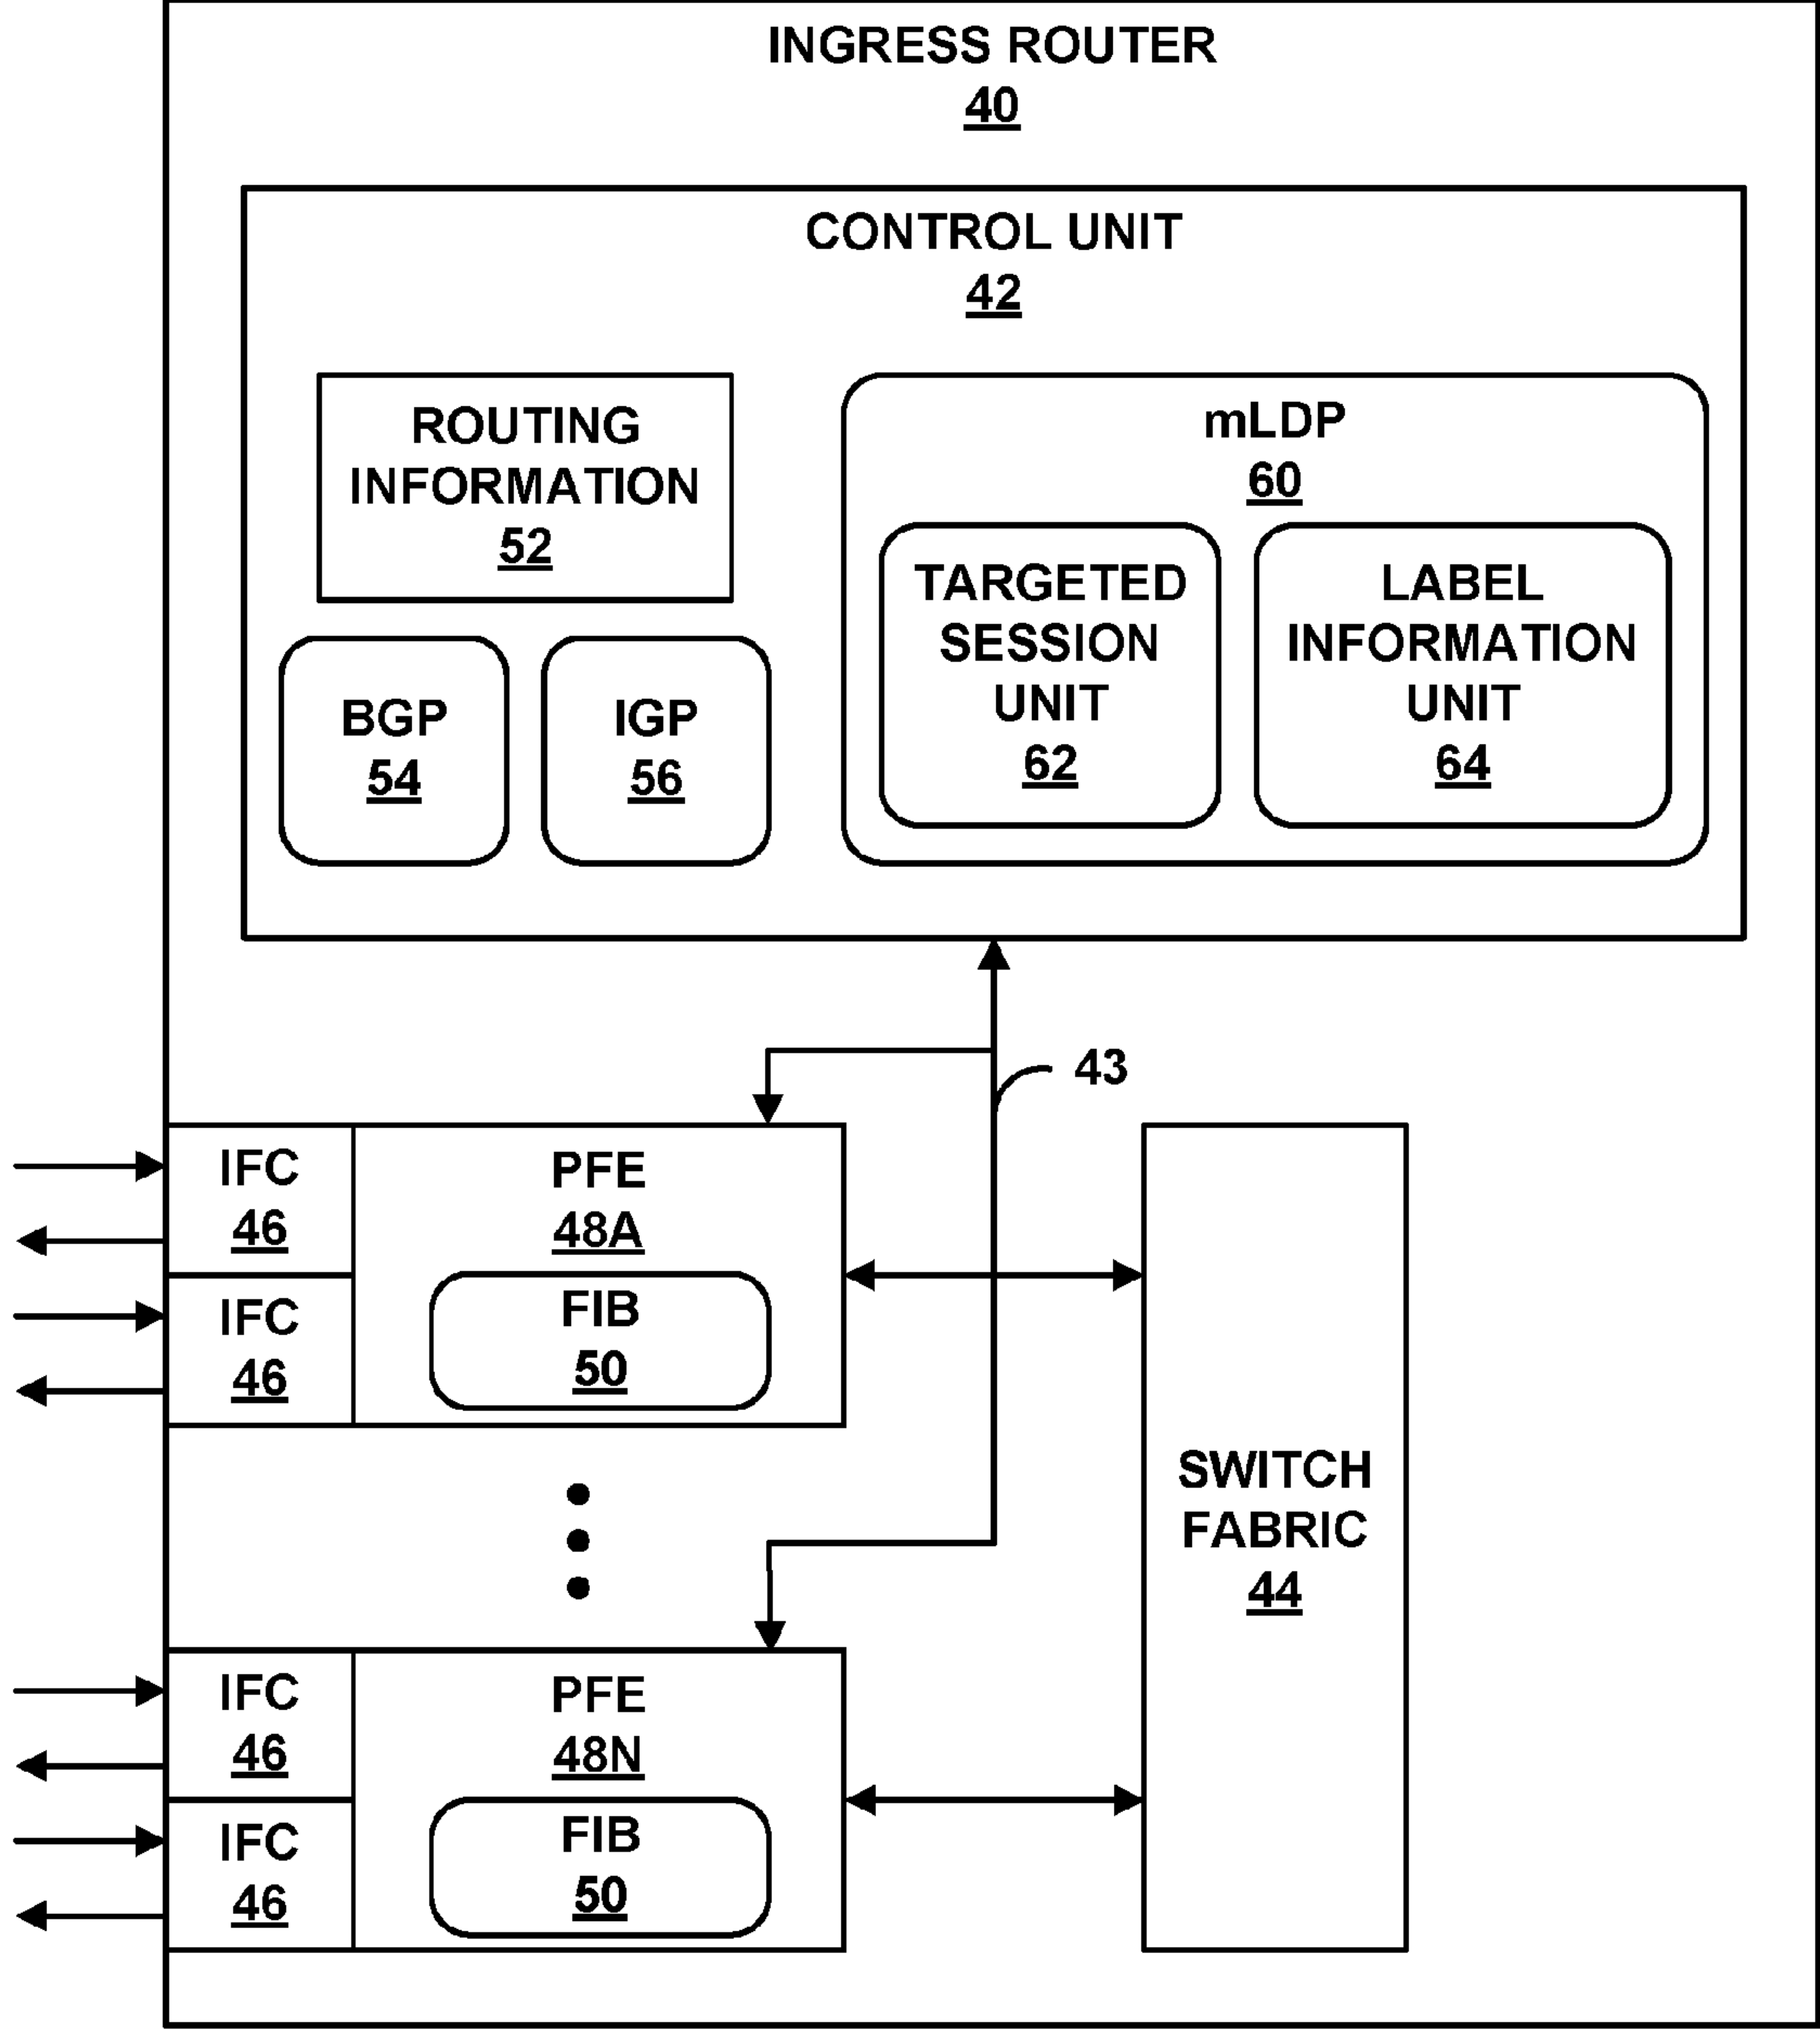 INGRESS ROUTER
40
CONTROL UNIT
42
ROUTING
INFORMATION
52
BGP
54
IGP
56
mLDP
60
TARGETED
SESSION
UNIT
62
LABEL
INFORMATION
UNIT
64
43
IFC
46
IFC
46
PFE
48A
FIB
50
SWITCH
FABRIC
44
IFC
46
IFC
46
PFE
48N
FIB
50